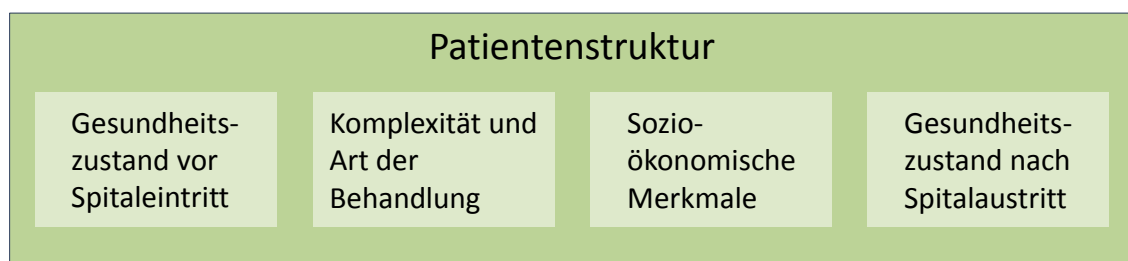 Patientenstruktur
Gesundheits-
zustand vor
Spitaleintritt
Komplexität und
Art der
Behandlung
Sozio-
ökonomische
Merkmale
Gesundheits-
zustand nach
Spitalaustritt